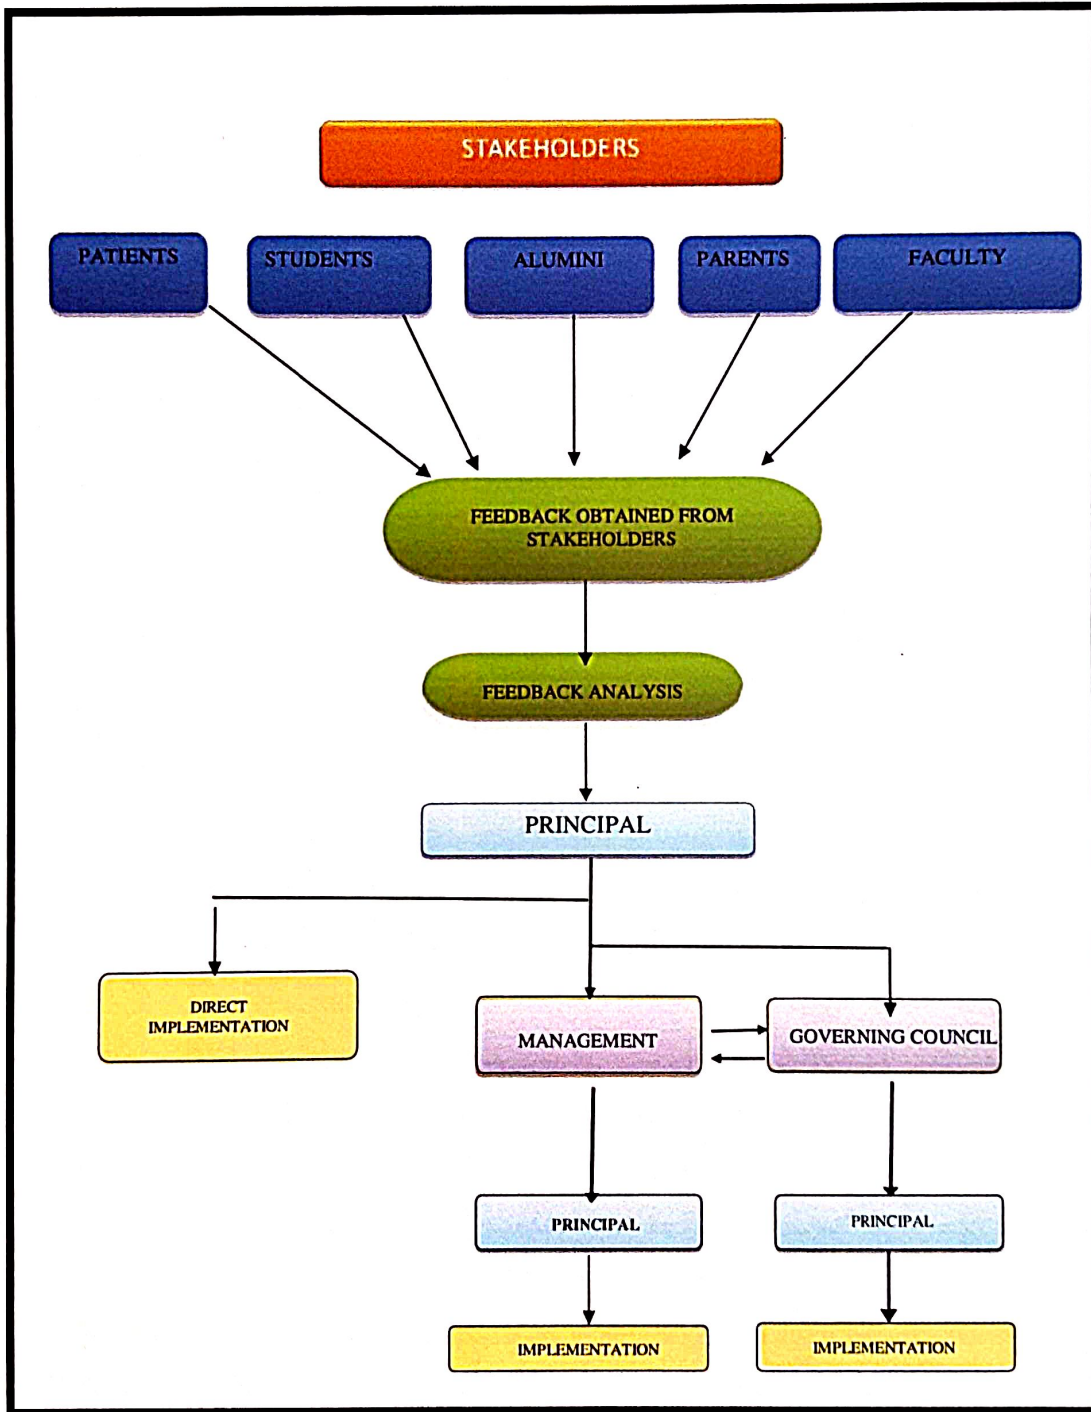 STAKEHOLDERS
PATIENTS
STUDENTS
ALUMINI
PARENTS
FACULTY
FEEDBACK OBTAINED FROM
STAKEHOLDERS
FEEDBACK ANALYSIS
PRINCIPAL
DIRECT
IMPLEMENTATION
MANAGEMENT
GOVERNING COUNCIL
PRINCIPAL
PRINCIPAL
IMPLEMENTATION
IMPLEMENTATION